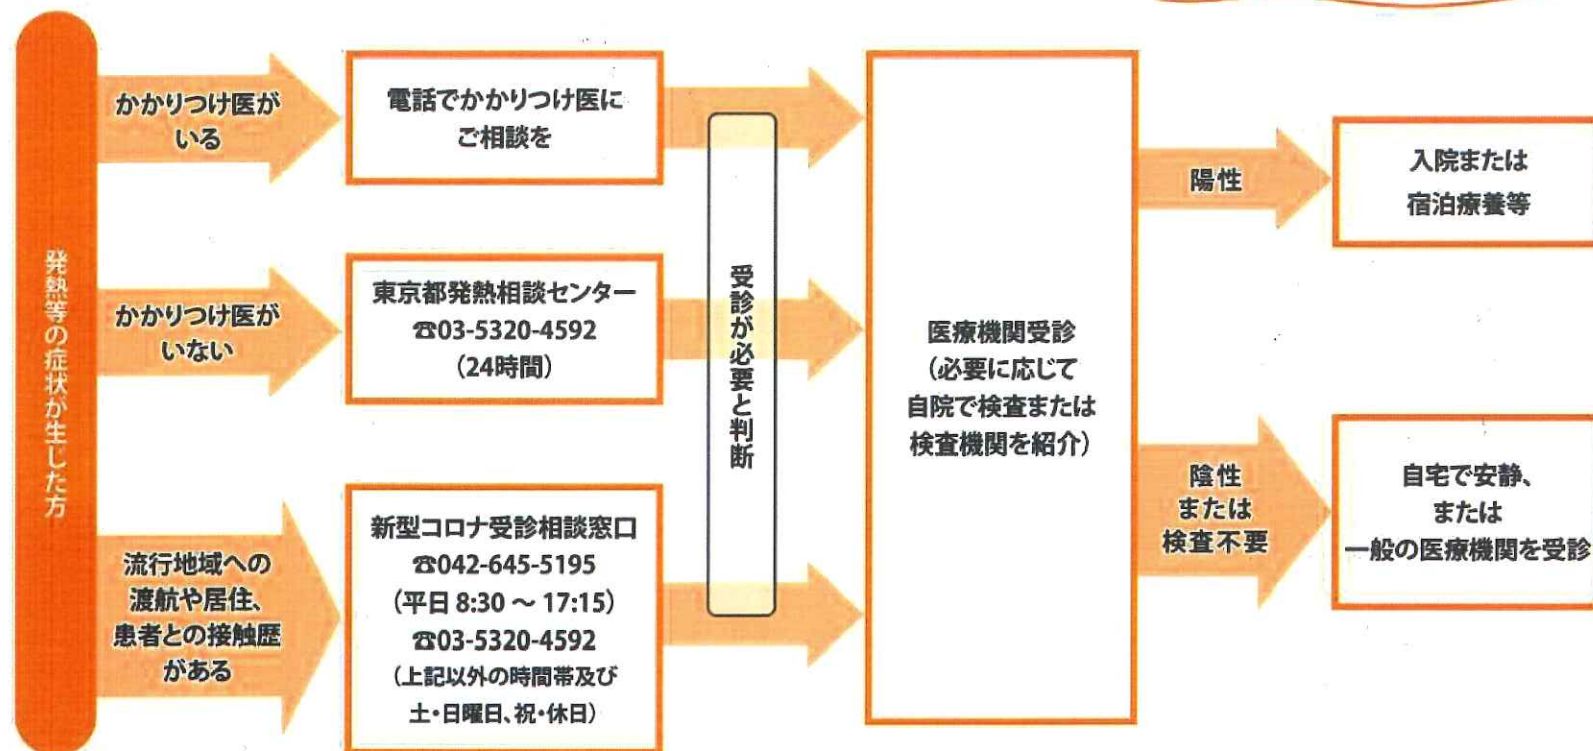 発熱等の症状が生じた方
かかりつけ医が
いる
電話でかかりつけ医に
ご相談を
かかりつけ医が
いない
東京都発熱相談センター
☎03-5320-4592
(24時間)
流行地域への
渡航や居住、
患者との接触歴
がある
新型コロナ受診相談窓口
☎042-645-5195
(平日 8:30 ～ 17:15)
☎03-5320-4592
(上記以外の時間帯及び
土・日曜日、祝・休日)
受診が必要と判断
医療機関受診
(必要に応じて
自院で検査または
検査機関を紹介)
陽性
入院または
宿泊療養等
陰性
または
検査不要
自宅で安静、
または
一般の医療機関を受診